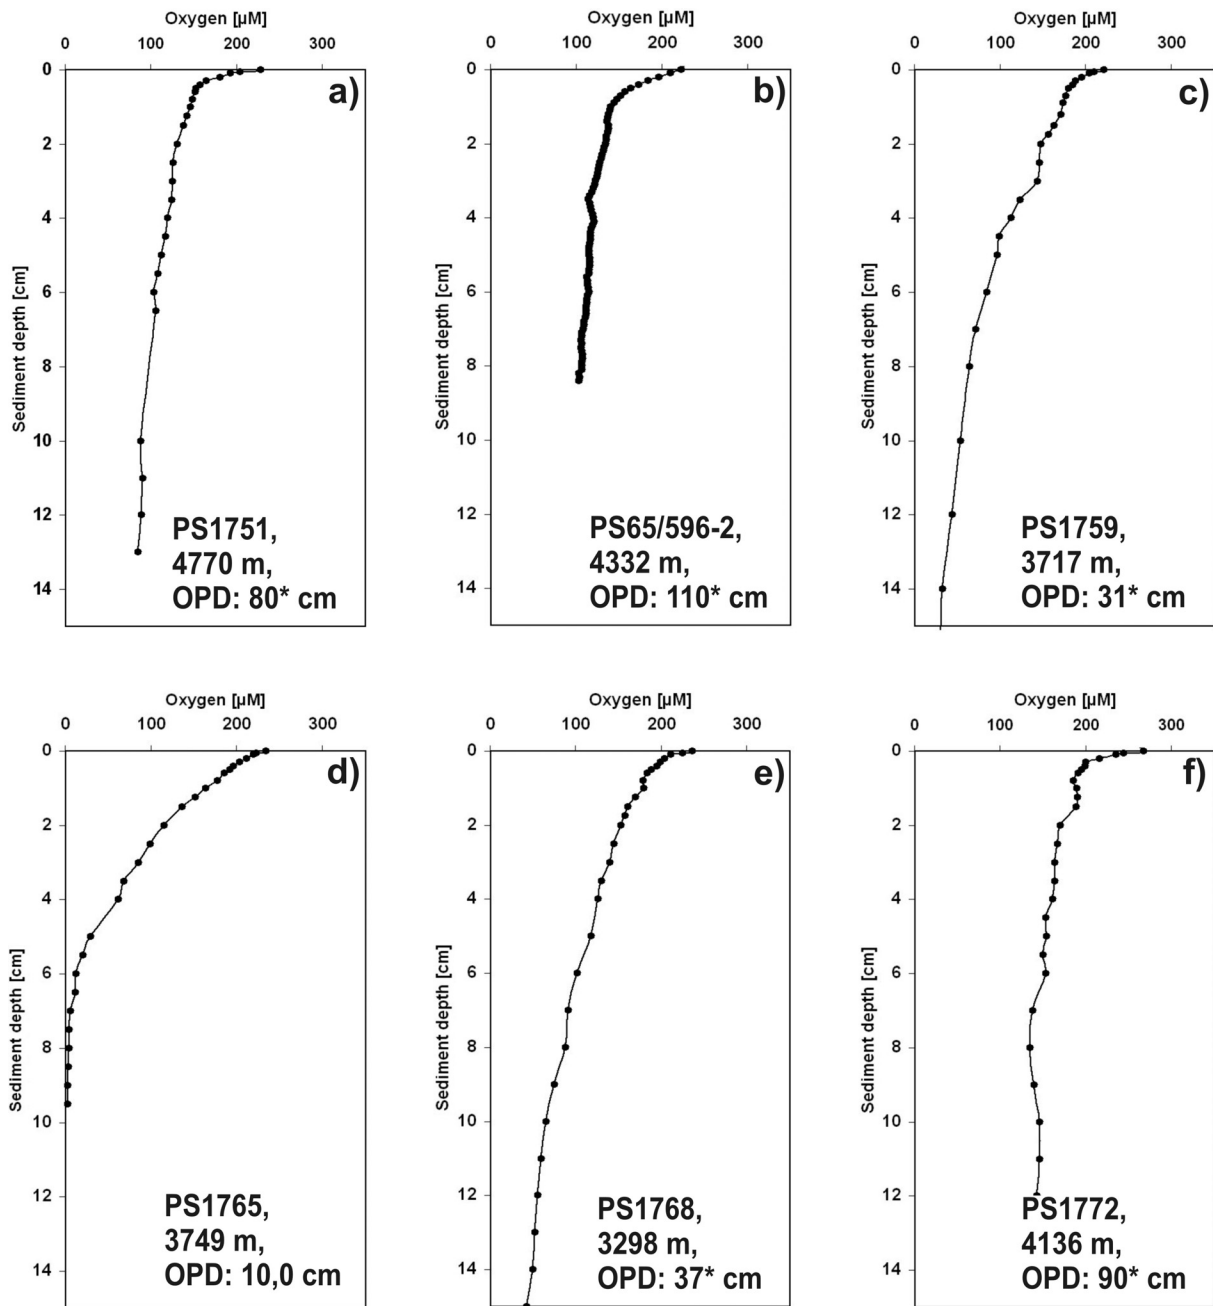 Oxygen [µM]
0 100 200 300
0
2
4
6
8
10
12
14
Sediment depth [cm]
a)
PS1751,
4770 m,
OPD: 80* cm
Oxygen [µM]
0 100 200 300
0
2
4
6
8
10
12
14
Sediment depth [cm]
b)
PS65/596-2,
4332 m,
OPD: 110* cm
Oxygen [µM]
0 100 200 300
0
2
4
6
8
10
12
14
Sediment depth [cm]
c)
PS1759,
3717 m,
OPD: 31* cm
Oxygen [µM]
0 100 200 300
0
2
4
6
8
10
12
14
Sediment depth [cm]
d)
PS1765,
3749 m,
OPD: 10,0 cm
Oxygen [µM]
0 100 200 300
0
2
4
6
8
10
12
14
Sediment depth [cm]
e)
PS1768,
3298 m,
OPD: 37* cm
Oxygen [µM]
0 100 200 300
0
2
4
6
8
10
12
14
Sediment depth [cm]
f)
PS1772,
4136 m,
OPD: 90* cm